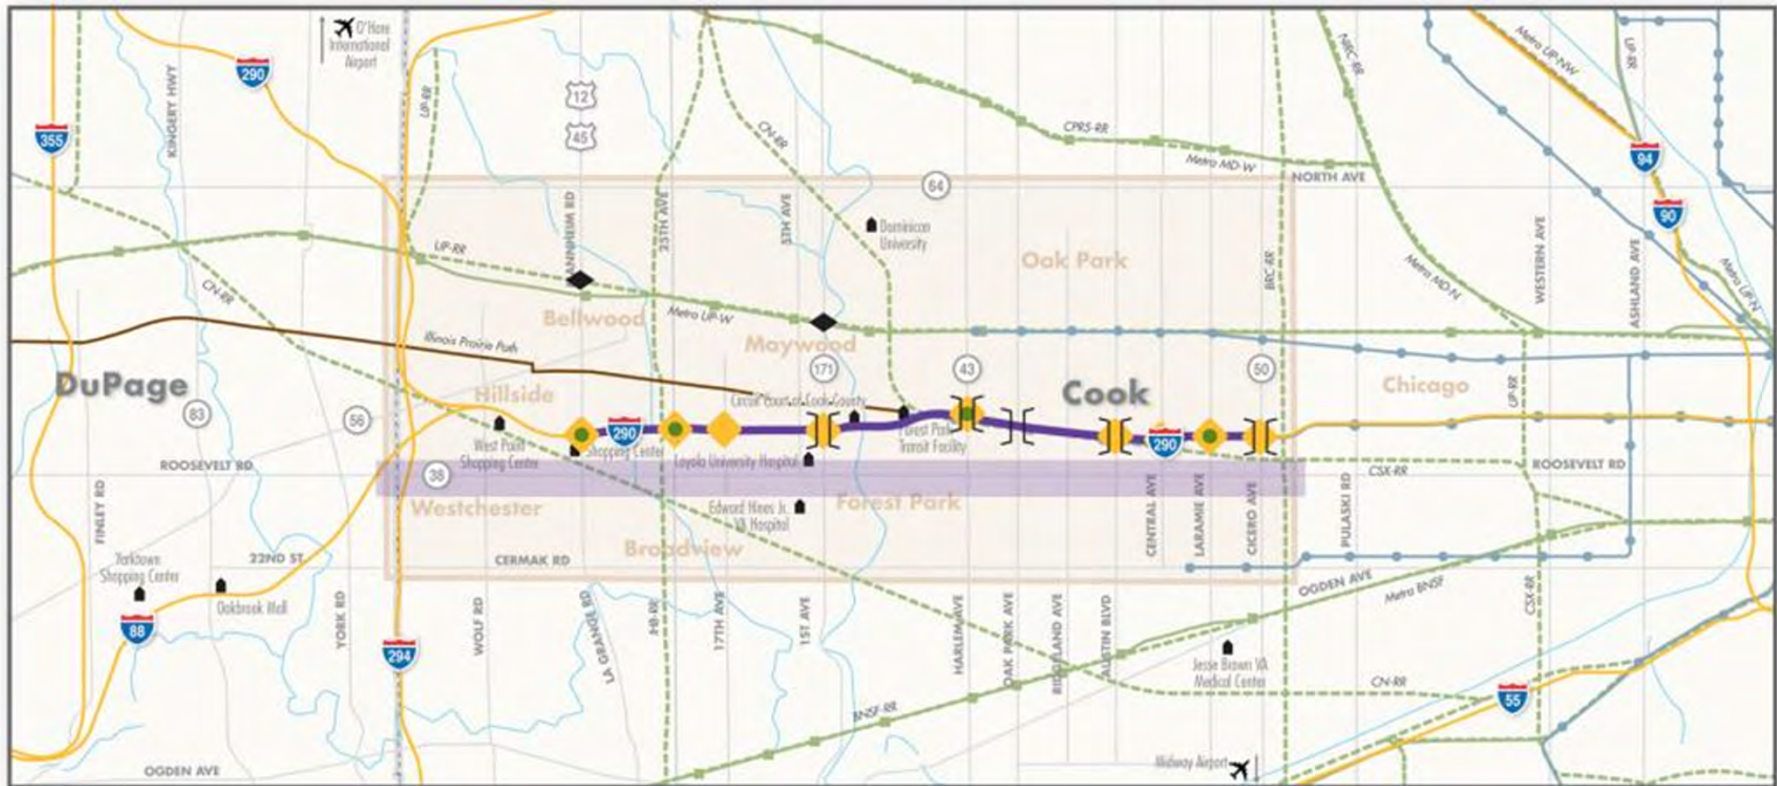 O'Hare
International
Airport
290
355
KINGERY HWY
UP-RR
12
45
CN-RR
CPRS-RR
Metro MD-W
NORTH AVE
NRC-RR
Metro UP-NW
UP-RR
94
90
64
Dominican
University
Oak Park
ANNHEIM RD
25TH AVE
5TH AVE
BRC-RR
Metro MD-N
WESTERN AVE
ASHLAND AVE
Metro UP-N
UP-RR
CN-RR
Bellwood
Metro UP-W
Maywood
Illinois Prairie Path
DuPage
83
56
Hillside
171
43
Cook
50
Chicago
UP-RR
Circuit Court of Cook County
290
West Point
Shopping Center
Shopping Center
Loyola University Hospital
Forest Park
Transit Facility
290
ROOSEVELT RD
38
CSX-RR
ROOSEVELT RD
Westchester
Edward Hines Jr.
VA Hospital
Forest Park
FINLEY RD
CENTRAL AVE
LARAMIE AVE
CICERO AVE
PULASKI RD
Broadview
22ND ST.
CERMAK RD
Yorktown
Shopping Center
Oakbrook Mall
88
YORK RD
294
WOLF RD
LA GRANGE RD
17TH AVE
1ST AVE
HARLEM AVE
OAK PARK AVE
RIDGELAND AVE
AUSTIN BLVD
OGDEN AVE
Metro BNSF
CSX-RR
Jesse Brown VA
Medical Center
CN-RR
55
BNSF-RR
OGDEN AVE
Midway Airport